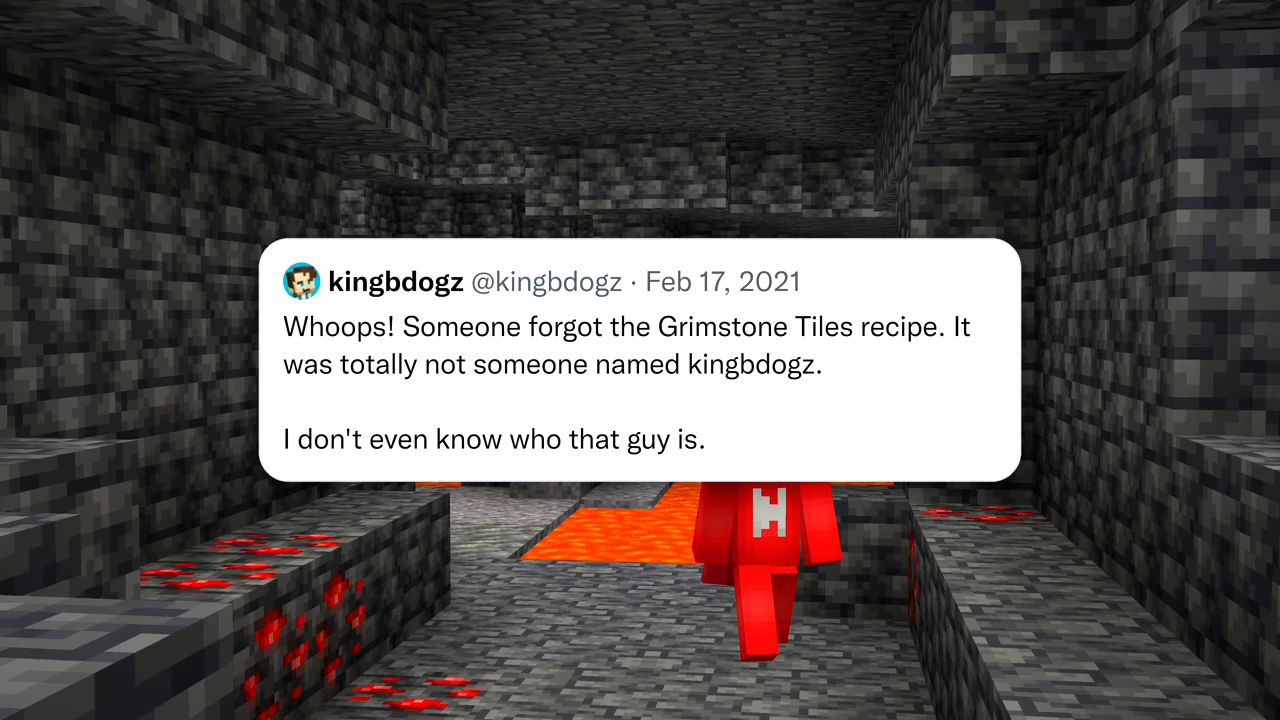 kingbdogz @kingbdogz · Feb 17, 2021
Whoops! Someone forgot the Grimstone Tiles recipe. It
was totally not someone named kingbdogz.
I don't even know who that guy is.